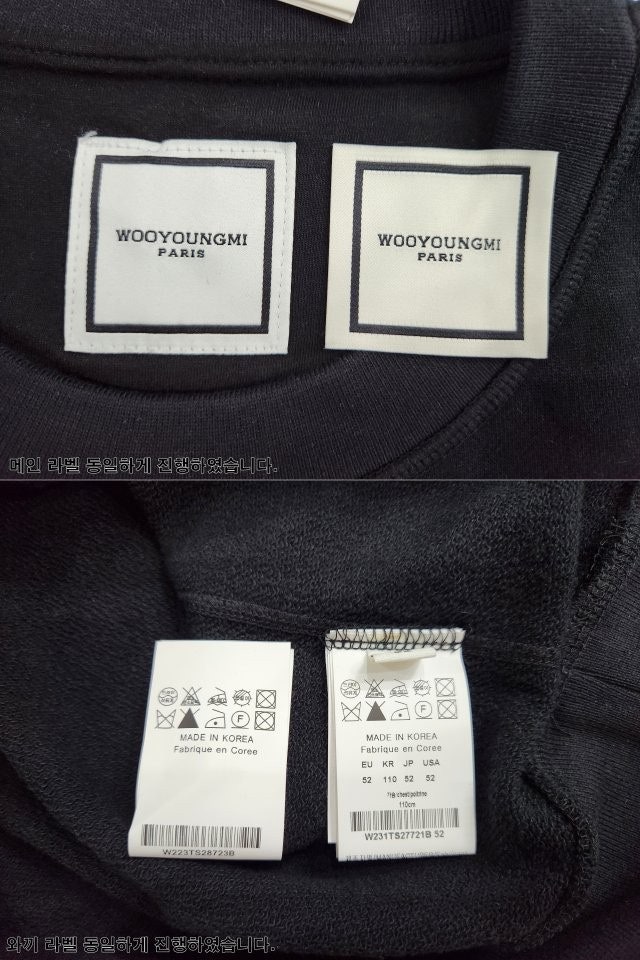 WOOYOUNGMI
PARIS
WOOYOUNGMI
PARIS
메인 라벨 동일하게 진행하였습니다.
MADE IN KOREA
Fabrique en Coree
W223TS28723B
MADE IN KOREA
Fabrique en Coree
EU KR JP USA
52 110 52 52
110cm
W231TS27721B 52
와끼 라벨 동일하게 진행하였습니다.